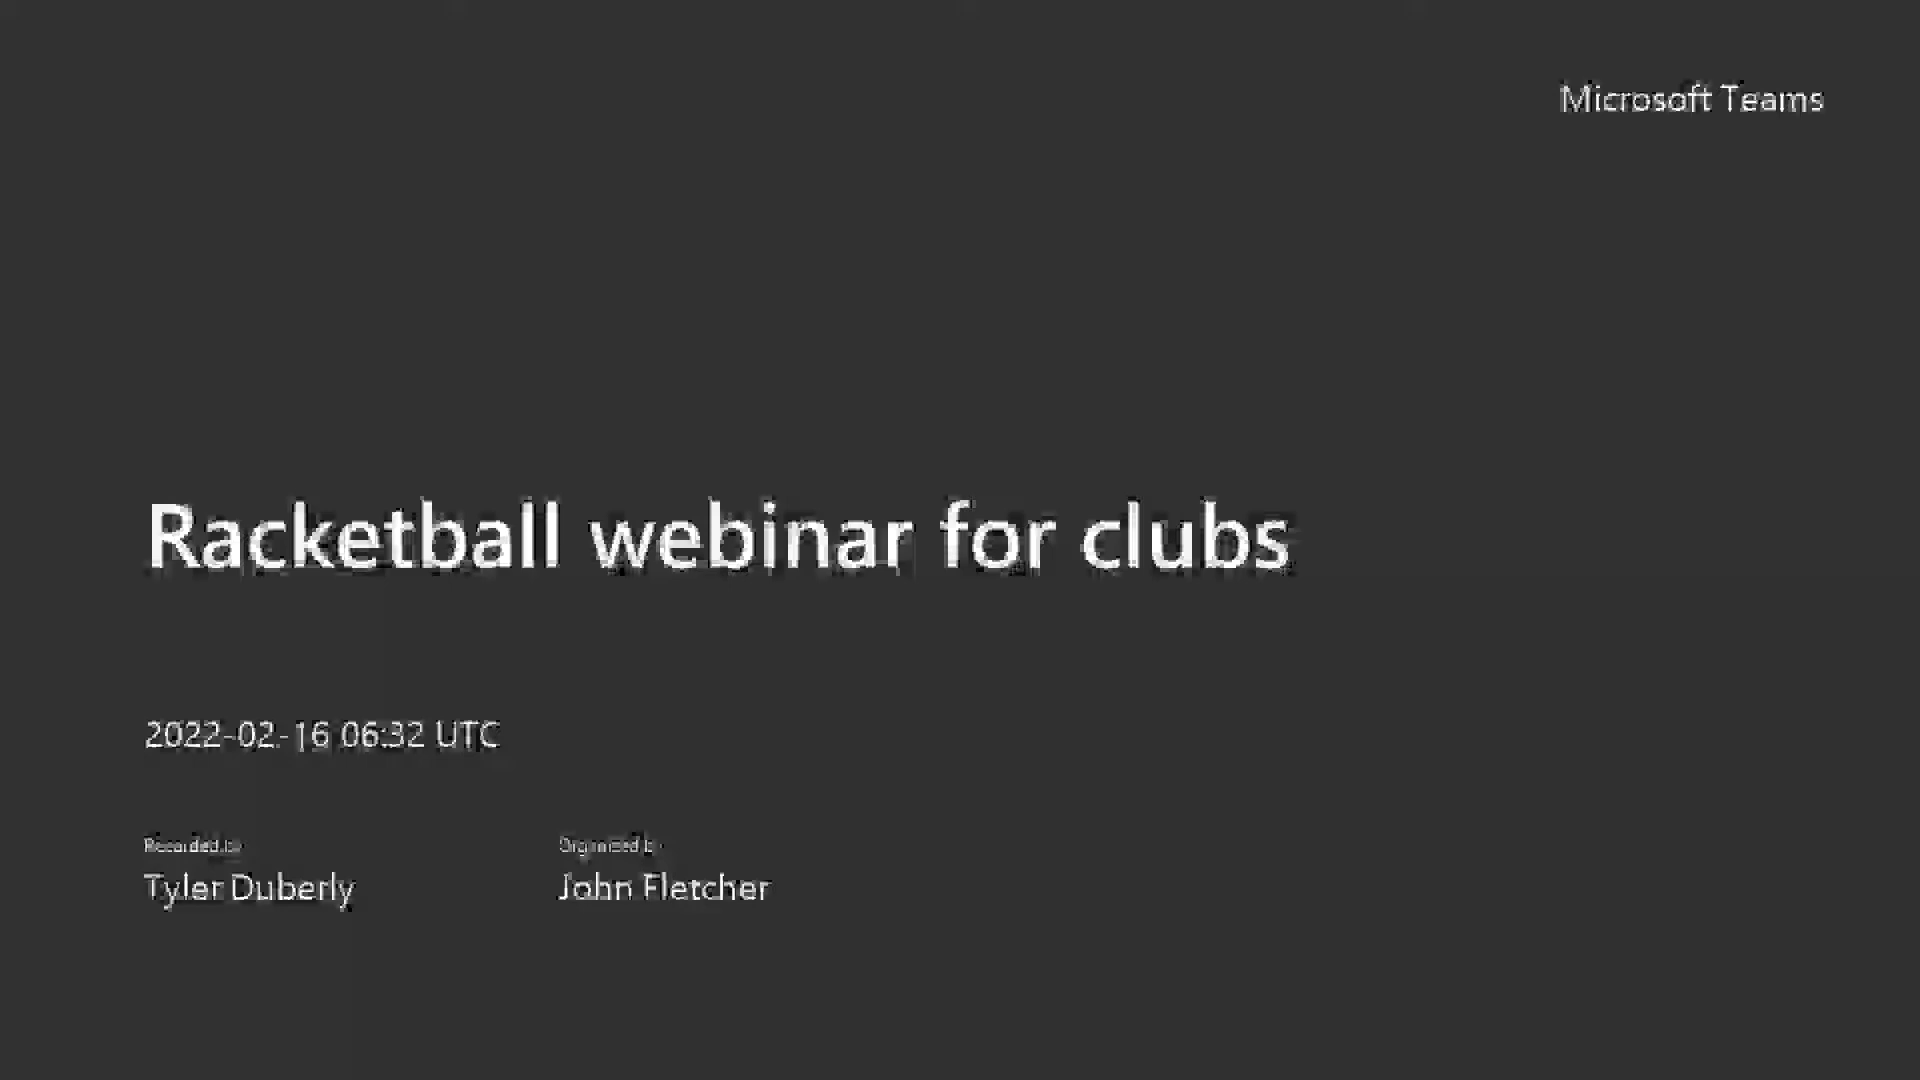 Microsoft Teams
Racketball webinar for clubs
2022-02-16 06:32 UTC
Recorded by
Organized by
Tyler Duberly
John Fletcher